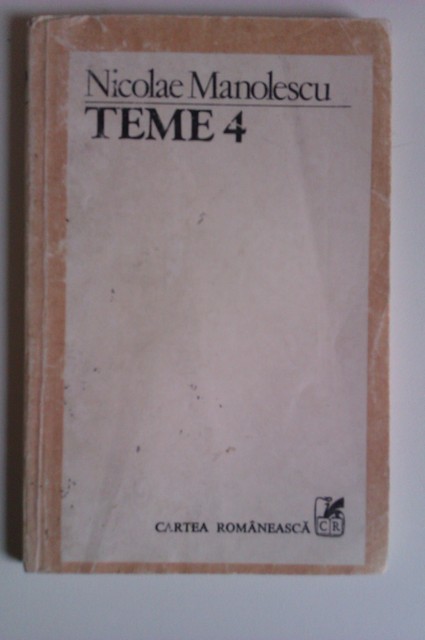 Nicolae Manolescu
TEME 4
CARTEA ROMÂNEASCĂ
CR